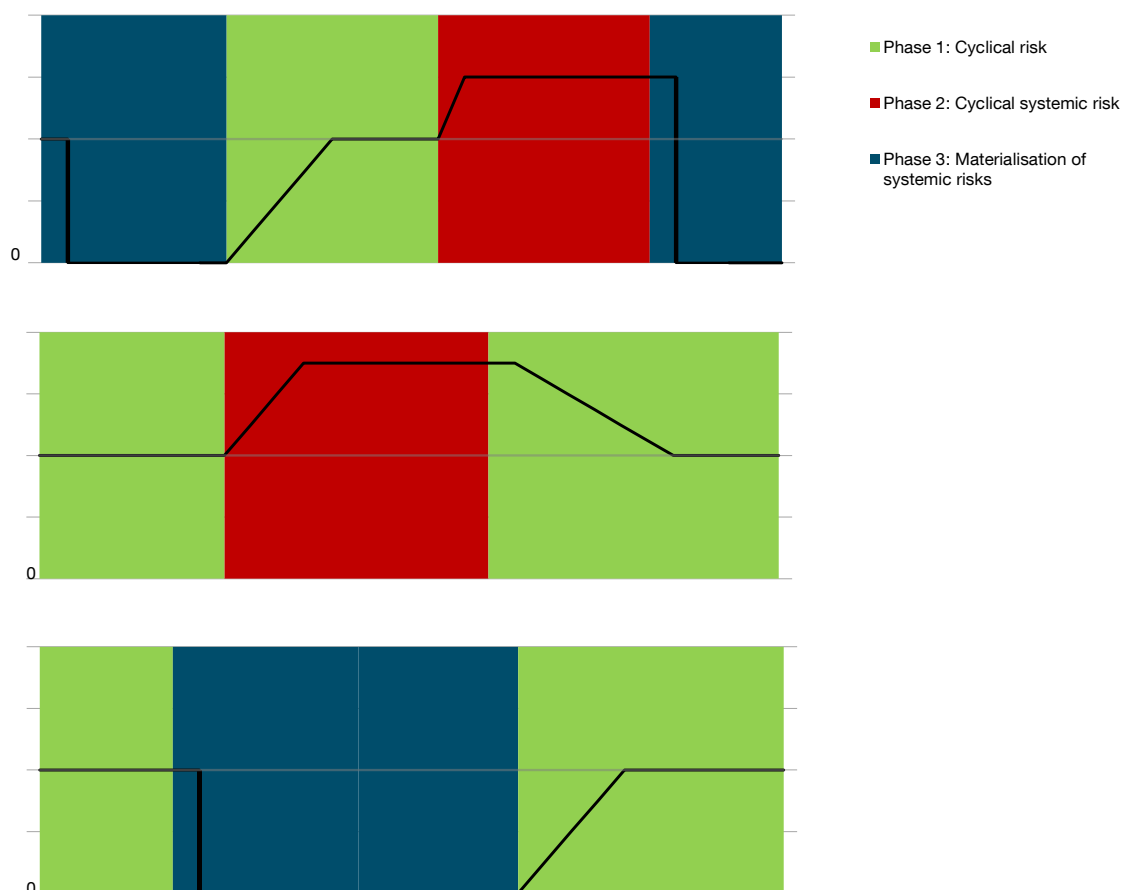 Phase 1: Cyclical risk
Phase 2: Cyclical systemic risk
Phase 3: Materialisation of
systemic risks
0
0
0